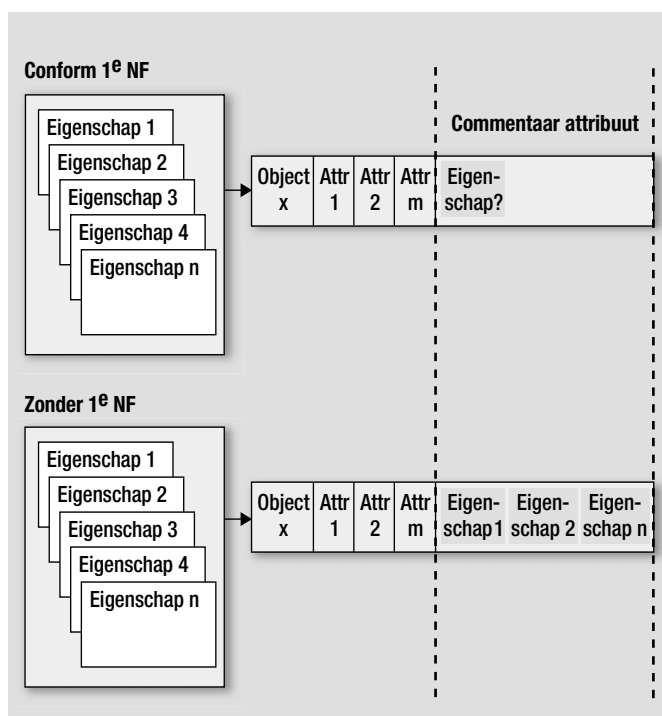 Conform 1e NF
Eigenschap 1
Eigenschap 2
Eigenschap 3
Eigenschap 4
Eigenschap n
Commentaar attribuut
Object Attr Attr Attr Eigen-
x 1 2 m schap?
Zonder 1e NF
Eigenschap 1
Eigenschap 2
Eigenschap 3
Eigenschap 4
Eigenschap n
Object Attr Attr Attr Eigen- Eigen- Eigen-
x 1 2 m schap1 schap 2 schap n